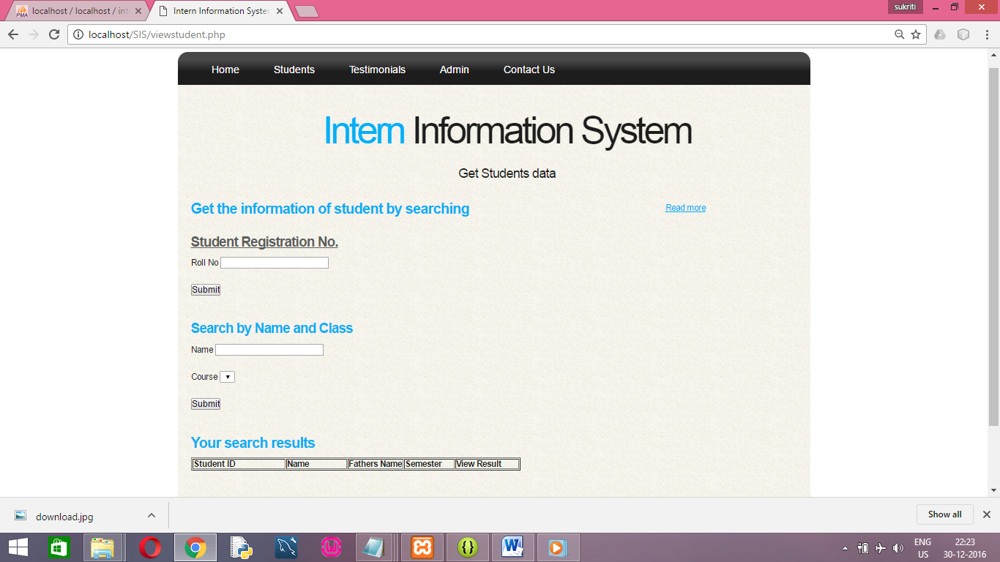 sukriti
localhost / localhost / int
Intern Information System
localhost/SIS/viewstudent.php
Home Students Testimonials Admin Contact Us
Intern Information System
Get Students data
Get the information of student by searching Read more
Student Registration No.
Roll No
Submit
Search by Name and Class
Name
Course
Submit
Your search results
Student ID Name Fathers Name Semester View Result
download.jpg Show all
ENG 22:23
US 30-12-2016